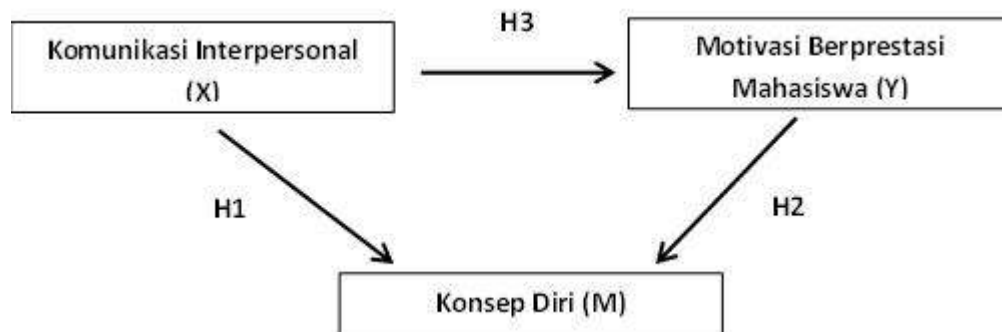 H3
Komunikasi Interpersonal
(X)
Motivasi Berprestasi
Mahasiswa (Y)
H1
H2
Konsep Diri (M)